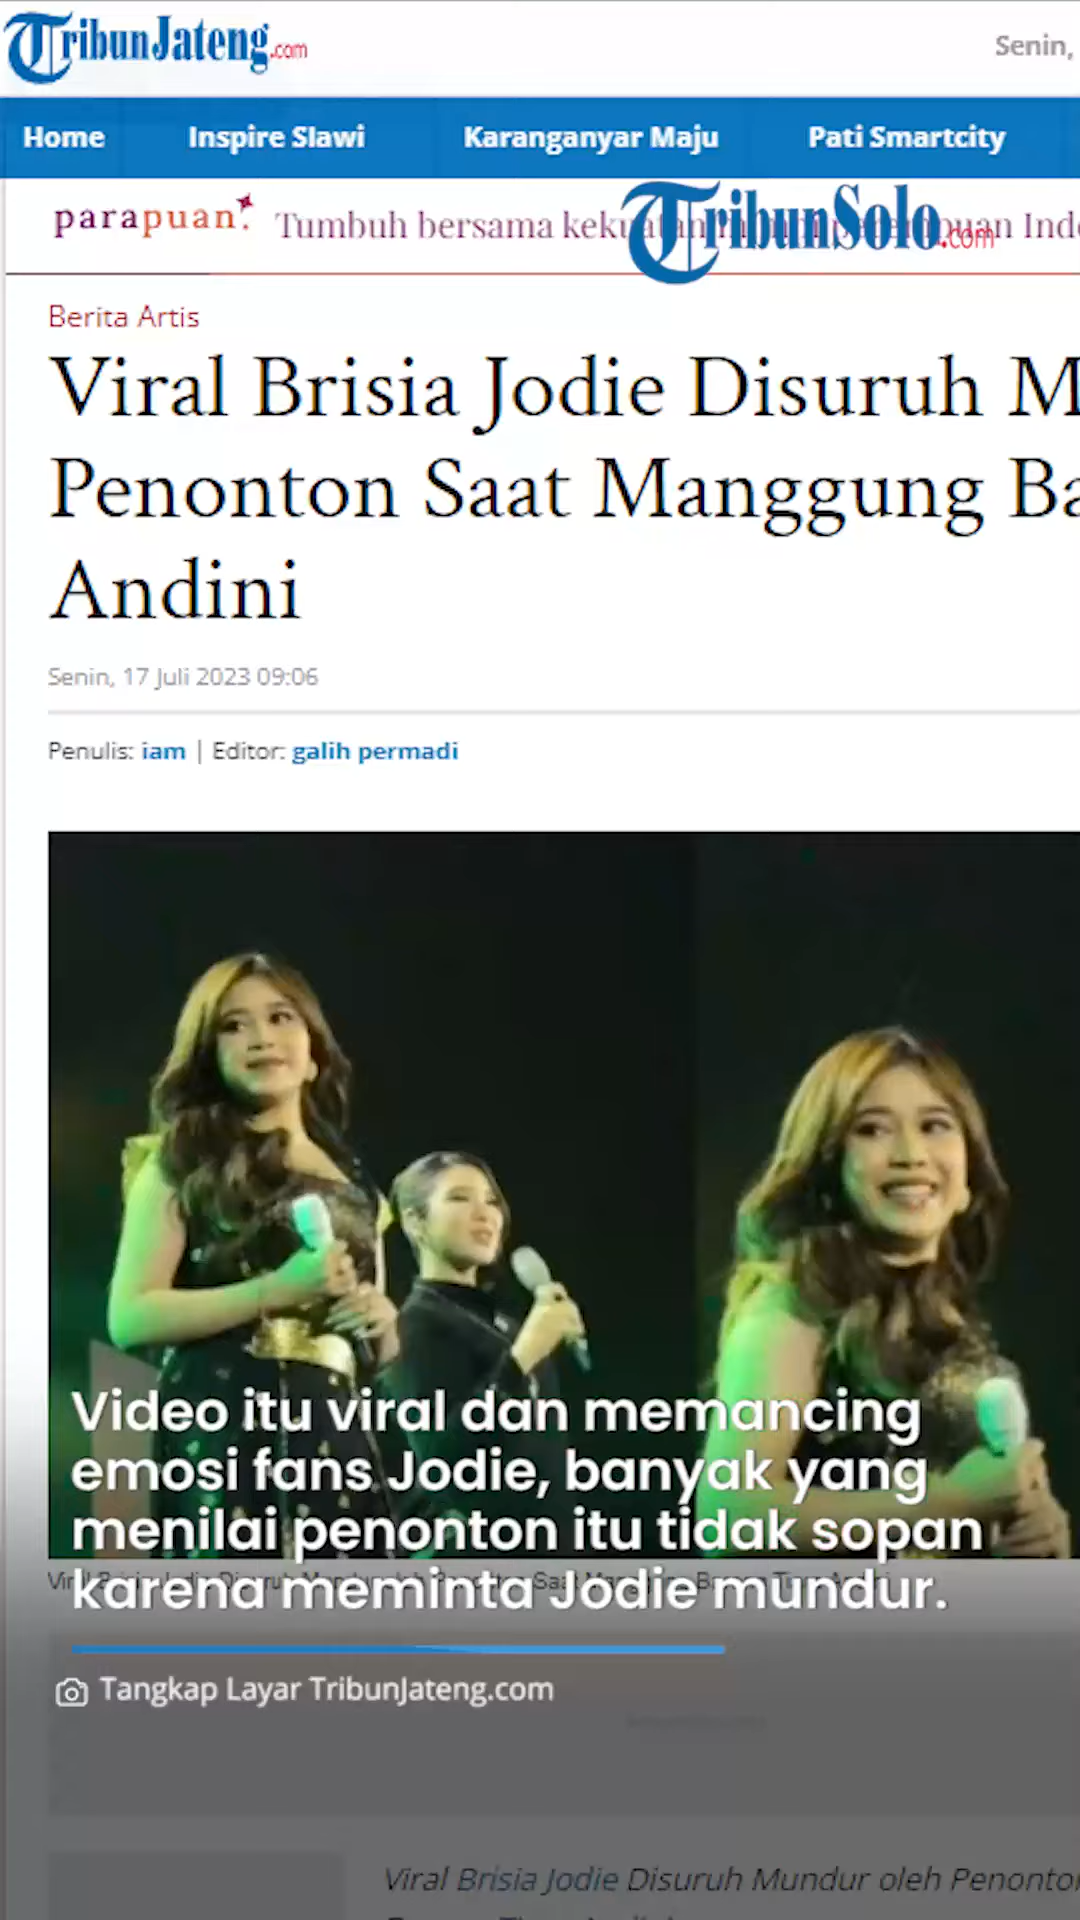 TribunJateng.com
Senin,
Home Inspire Slawi Karanganyar Maju Pati Smartcity
parapuan. Tumbuh bersama
TribunSolo.com
Berita Artis
Viral Brisia Jodie Disuruh M
Penonton Saat Manggung Ba
Andini
Senin, 17 Juli 2023 09:06
Penulis: iam | Editor: galih permadi
Video itu viral dan memancing
emosi fans Jodie, banyak yang
menilai penonton itu tidak sopan
karena meminta Jodie mundur.
Tangkap Layar TribunJateng.com
Viral Brisia Jodie Disuruh Mundur oleh Penonto